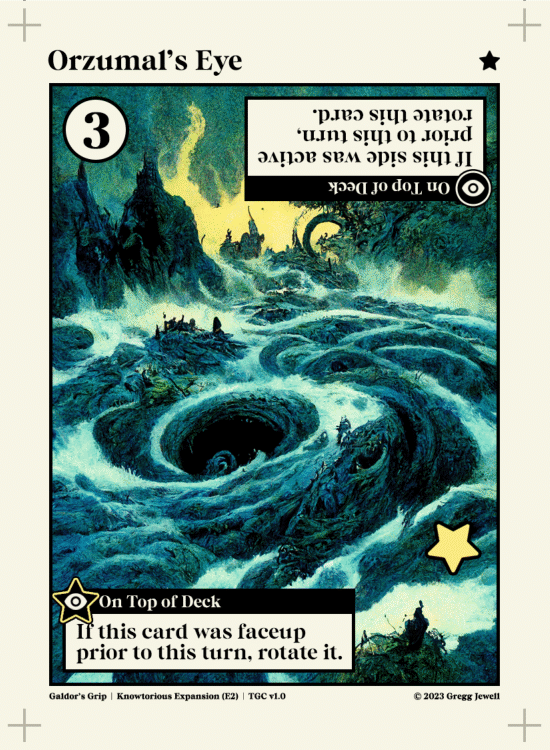 Orzumal's Eye
3
If this side was active
prior to this turn,
rotate this card.
On Top of Deck
On Top of Deck
If this card was faceup
prior to this turn, rotate it.
Galdor's Grip | Knowtorious Expansion (E2) | TGC v1.0
© 2023 Gregg Jewell